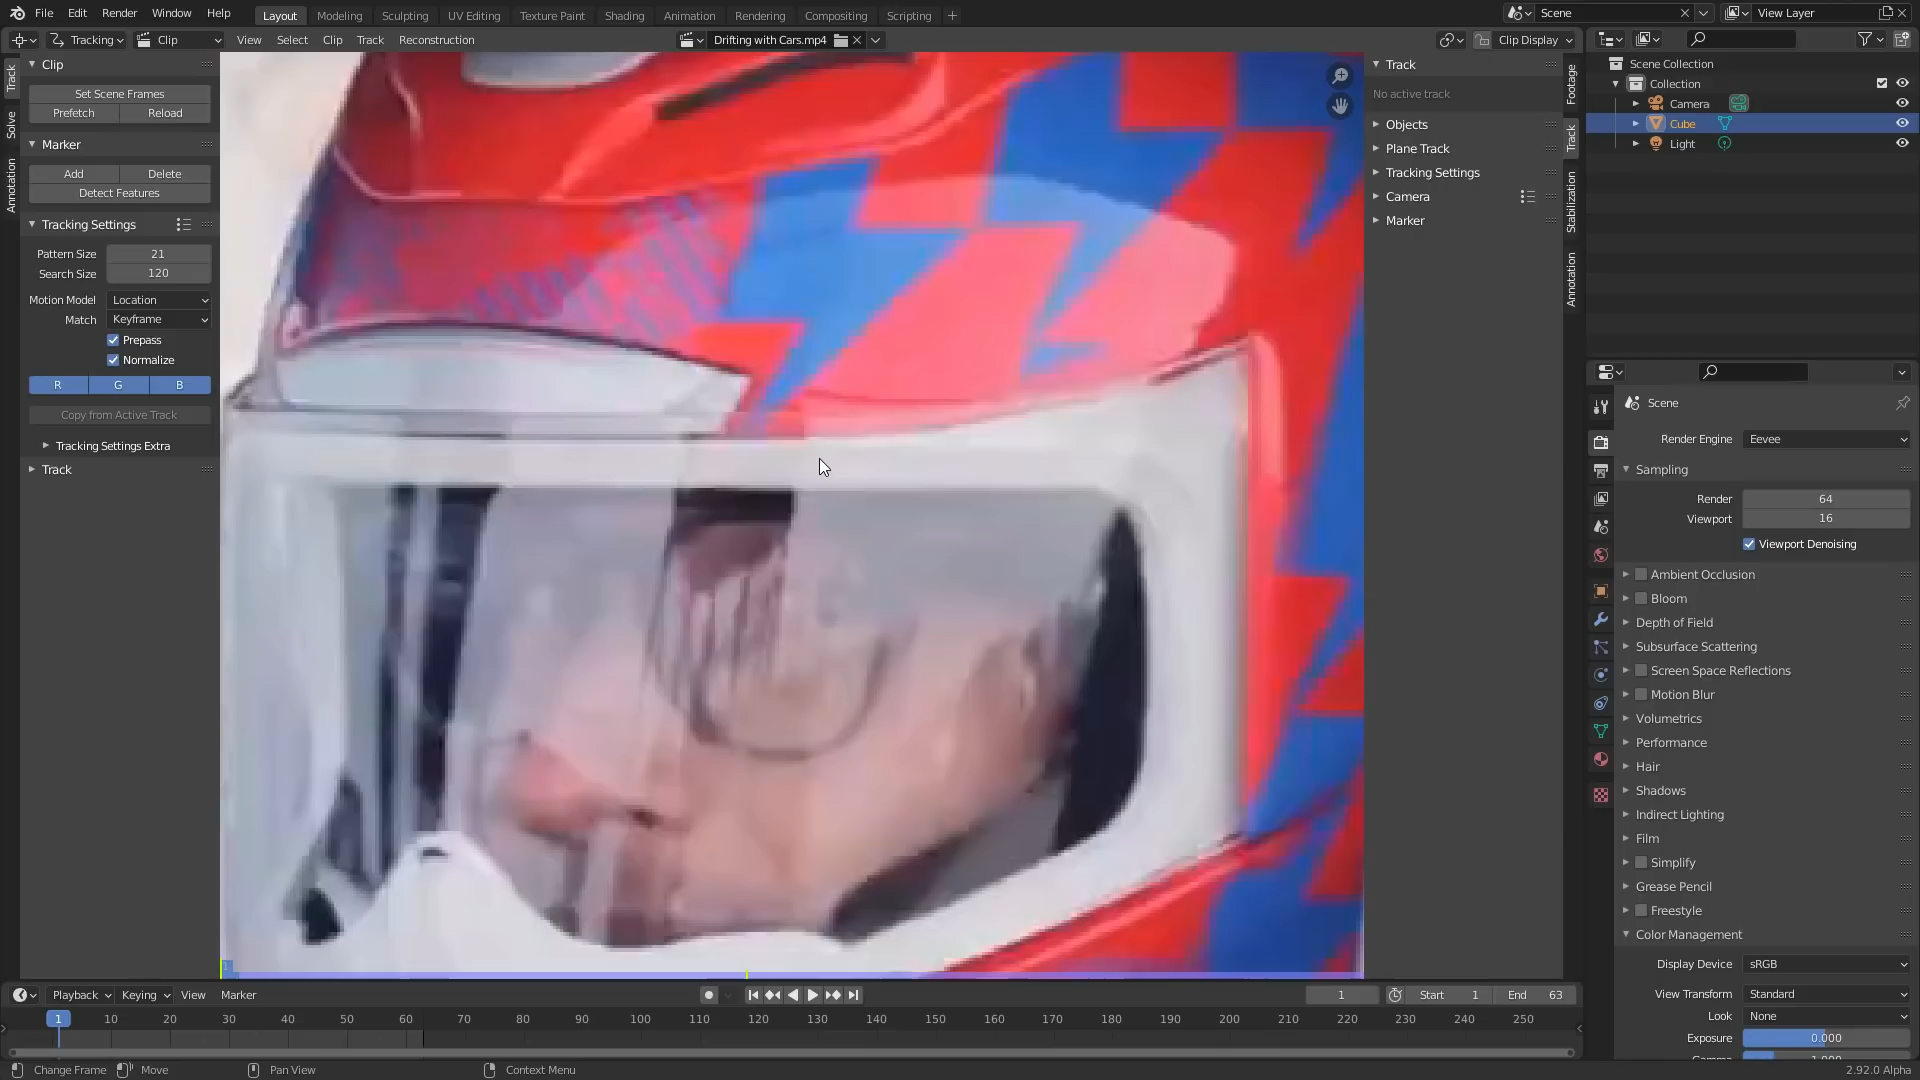 File Edit Render Window Help Layout Modeling Sculpting UV Editing Texture Paint Shading Animation Rendering Compositing Scripting Scene View Layer
Tracking Clip View Select Clip Track Reconstruction Drifting with Cars.mp4 Clip Display
Track
Solve
Annotation
Clip
Set Scene Frames
Prefetch Reload
Marker
Add Delete
Detect Features
Tracking Settings
Pattern Size 21
Search Size 120
Motion Model Location
Match Keyframe
Prepass
Normalize
R G B
Copy from Active Track
Tracking Settings Extra
Track
Track
No active track
Objects
Plane Track
Tracking Settings
Camera
Marker
Footage
Track
Stabilization
Annotation
Scene Collection
Collection
Camera
Cube
Light
Scene
Render Engine Eevee
Sampling
Render 64
Viewport 16
Viewport Denoising
Ambient Occlusion
Bloom
Depth of Field
Subsurface Scattering
Screen Space Reflections
Motion Blur
Volumetrics
Performance
Hair
Shadows
Indirect Lighting
Film
Simplify
Grease Pencil
Freestyle
Color Management
Display Device sRGB
View Transform Standard
Look None
Exposure 0.000
1
Playback Keying View Marker 1 Start 1 End 63
1 10 20 30 40 50 60 70 80 90 100 110 120 130 140 150 160 170 180 190 200 210 220 230 240 250
Change Frame Move Pan View Context Menu 2.92.0 Alpha